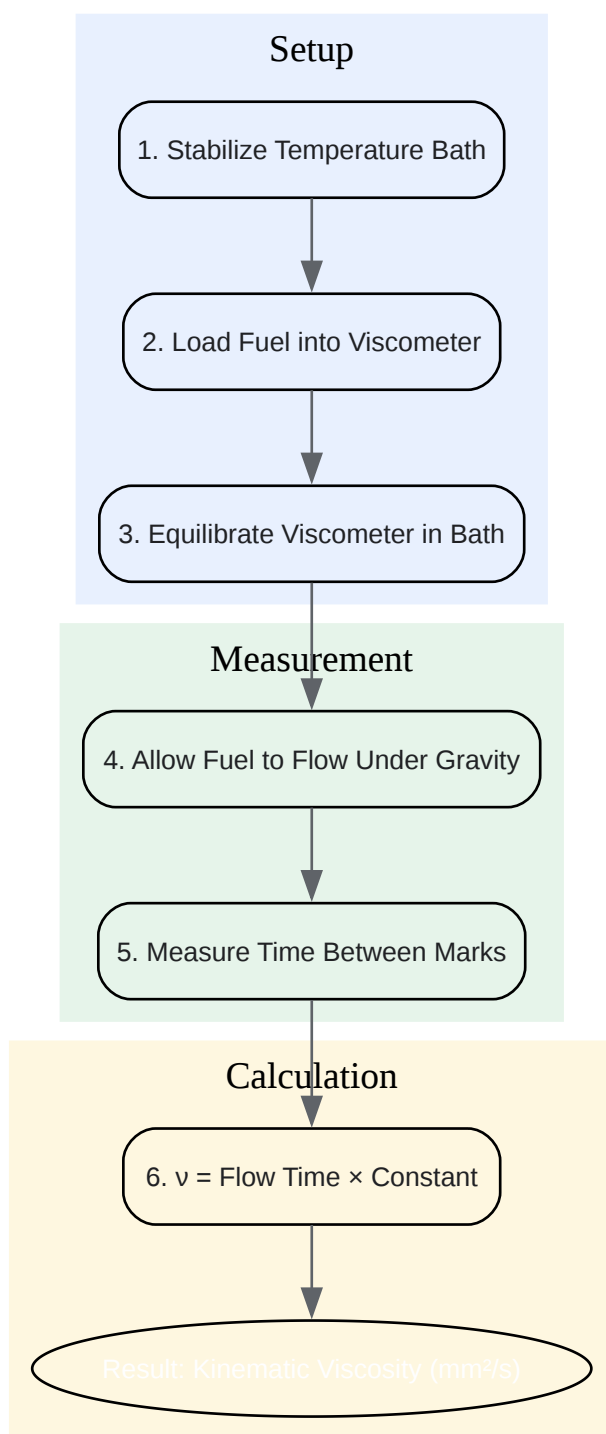 Setup
1. Stabilize Temperature Bath
2. Load Fuel into Viscometer
3. Equilibrate Viscometer in Bath
Measurement
4. Allow Fuel to Flow Under Gravity
5. Measure Time Between Marks
Calculation
6. ν = Flow Time × Constant
Result: Kinematic Viscosity (mm²/s)